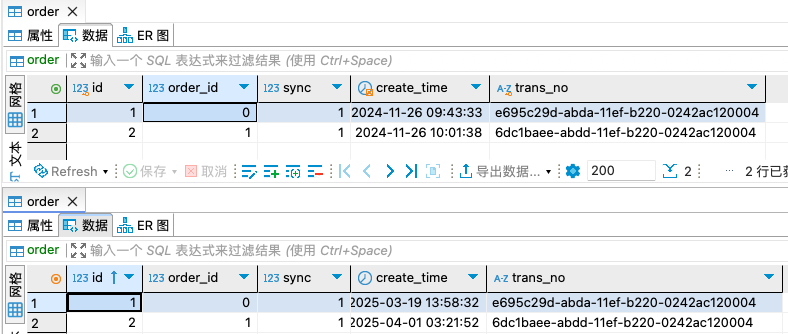 order
属性 数据 ER 图
order 输入一个 SQL 表达式来过滤结果 (使用 Ctrl+Space)
网格 123 id 123 order_id 123 sync create_time A-Z trans_no
1 1 0 1 2024-11-26 09:43:33 e695c29d-abda-11ef-b220-0242ac120004
2 2 1 1 2024-11-26 10:01:38 6dc1baee-abdd-11ef-b220-0242ac120004
文本
Refresh 保存 取消 导出数据... 200 2 ... 2 行已获
order
属性 数据 ER 图
order 输入一个 SQL 表达式来过滤结果 (使用 Ctrl+Space)
网格 123 id 123 order_id 123 sync create_time A-Z trans_no
1 1 0 1 2025-03-19 13:58:32 e695c29d-abda-11ef-b220-0242ac120004
2 2 1 1 2025-04-01 03:21:52 6dc1baee-abdd-11ef-b220-0242ac120004